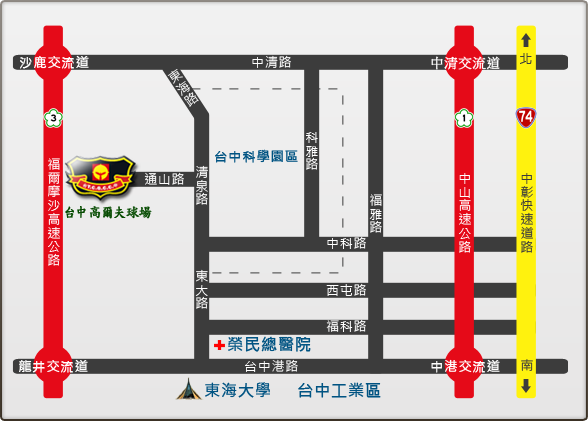 沙鹿交流道
中清路
中清交流道
北
東海路
3
1
74
台中科學園區
科雅路
通山路
清泉路
福爾摩沙高速公路
中山高速公路
中彰快速道路
台中高爾夫球場
福雅路
中科路
東大路
西屯路
福科路
榮民總醫院
龍井交流道
台中港路
中港交流道
南
東海大學
台中工業區